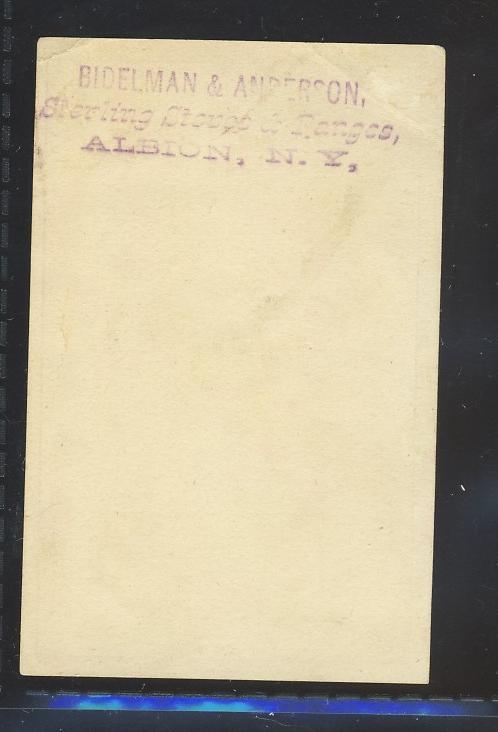 BIDELMAN & ANDERSON,
Sterling Stoves & Ranges,
ALBION, N. Y,